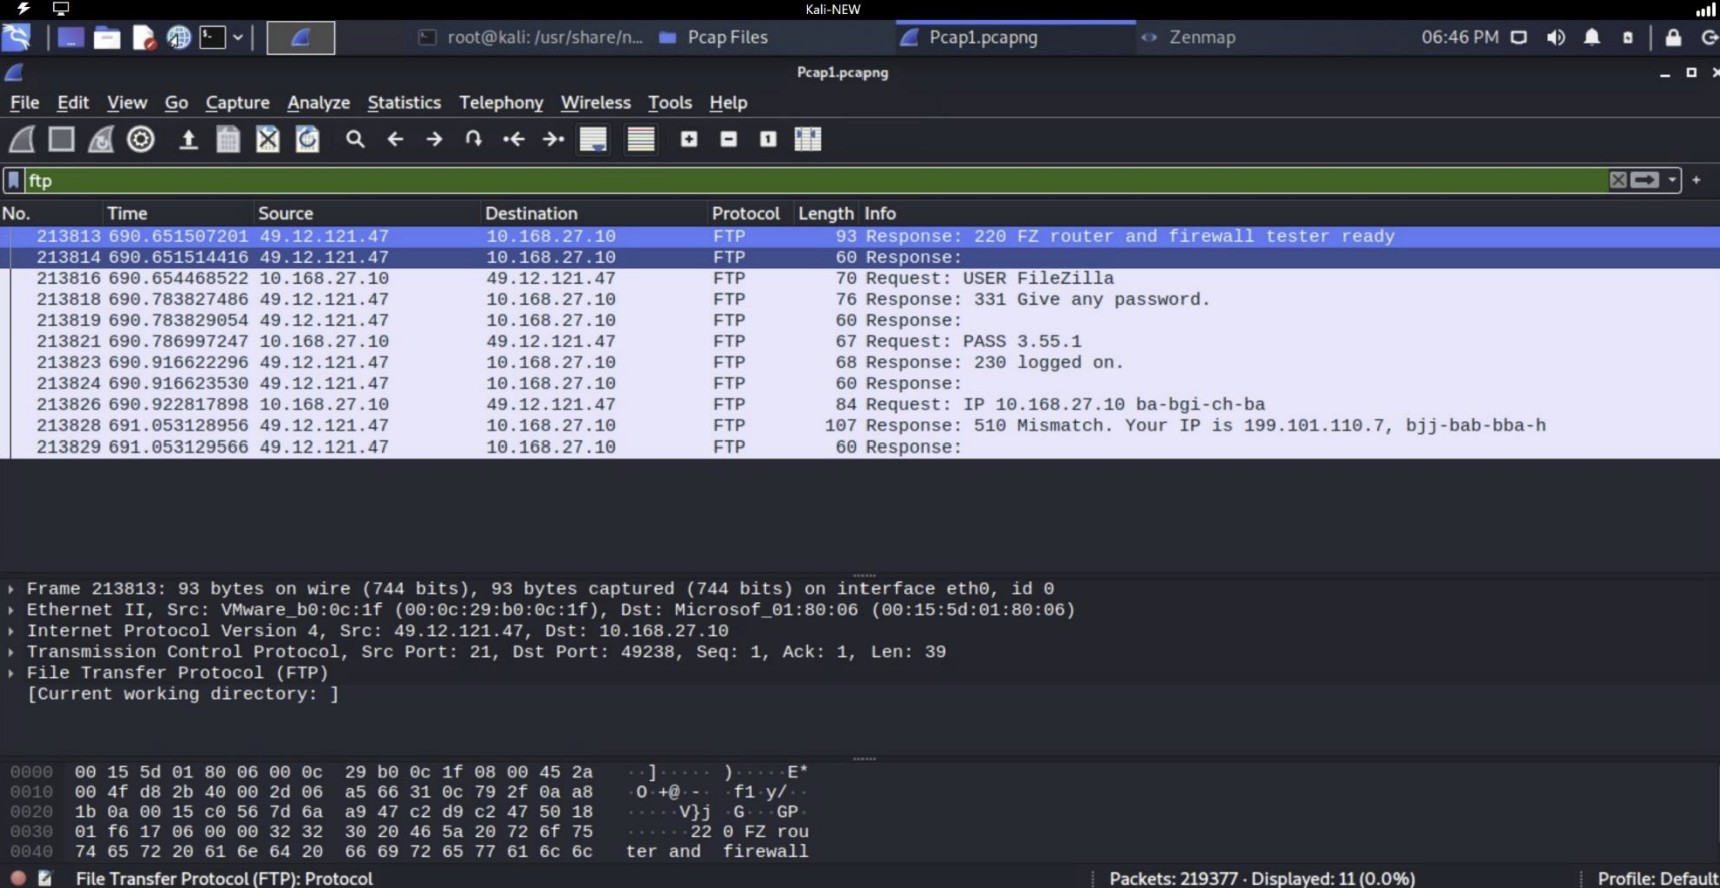 Kali-NEW
root@kali: /usr/share/n... Pcap Files Pcap1.pcapng Zenmap 06:46 PM
Pcap1.pcapng
File Edit View Go Capture Analyze Statistics Telephony Wireless Tools Help
ftp
No. Time Source Destination Protocol Length Info
213813 690.651507201 49.12.121.47 10.168.27.10 FTP 93 Response: 220 FZ router and firewall tester ready
213814 690.651514416 49.12.121.47 10.168.27.10 FTP 60 Response:
213816 690.654468522 10.168.27.10 49.12.121.47 FTP 70 Request: USER FileZilla
213818 690.783827486 49.12.121.47 10.168.27.10 FTP 76 Response: 331 Give any password.
213819 690.783829054 49.12.121.47 10.168.27.10 FTP 60 Response:
213821 690.786997247 10.168.27.10 49.12.121.47 FTP 67 Request: PASS 3.55.1
213823 690.916622296 49.12.121.47 10.168.27.10 FTP 68 Response: 230 logged on.
213824 690.916623530 49.12.121.47 10.168.27.10 FTP 60 Response:
213826 690.922817898 10.168.27.10 49.12.121.47 FTP 84 Request: IP 10.168.27.10 ba-bgi-ch-ba
213828 691.053128956 49.12.121.47 10.168.27.10 FTP 107 Response: 510 Mismatch. Your IP is 199.101.110.7, bjj-bab-bba-h
213829 691.053129566 49.12.121.47 10.168.27.10 FTP 60 Response:
Frame 213813: 93 bytes on wire (744 bits), 93 bytes captured (744 bits) on interface eth0, id 0
Ethernet II, Src: VMware_b0:0c:1f (00:0c:29:b0:0c:1f), Dst: Microsof_01:80:06 (00:15:5d:01:80:06)
Internet Protocol Version 4, Src: 49.12.121.47, Dst: 10.168.27.10
Transmission Control Protocol, Src Port: 21, Dst Port: 49238, Seq: 1, Ack: 1, Len: 39
File Transfer Protocol (FTP)
[Current working directory: ]
0000 00 15 5d 01 80 06 00 0c 29 b0 0c 1f 08 00 45 2a ··]····· )·····E*
0010 00 4f d8 2b 40 00 2d 06 a5 66 31 0c 79 2f 0a a8 ·O·+@·-· ·f1·y/··
0020 1b 0a 00 15 c0 56 7d 6a a9 47 c2 d9 c2 47 50 18 ·····V}j ·G···GP·
0030 01 f6 17 06 00 00 32 32 30 20 46 5a 20 72 6f 75 ······22 0 FZ rou
0040 74 65 72 20 61 6e 64 20 66 69 72 65 77 61 6c 6c ter and firewall
File Transfer Protocol (FTP): Protocol Packets: 219377 · Displayed: 11 (0.0%) Profile: Default